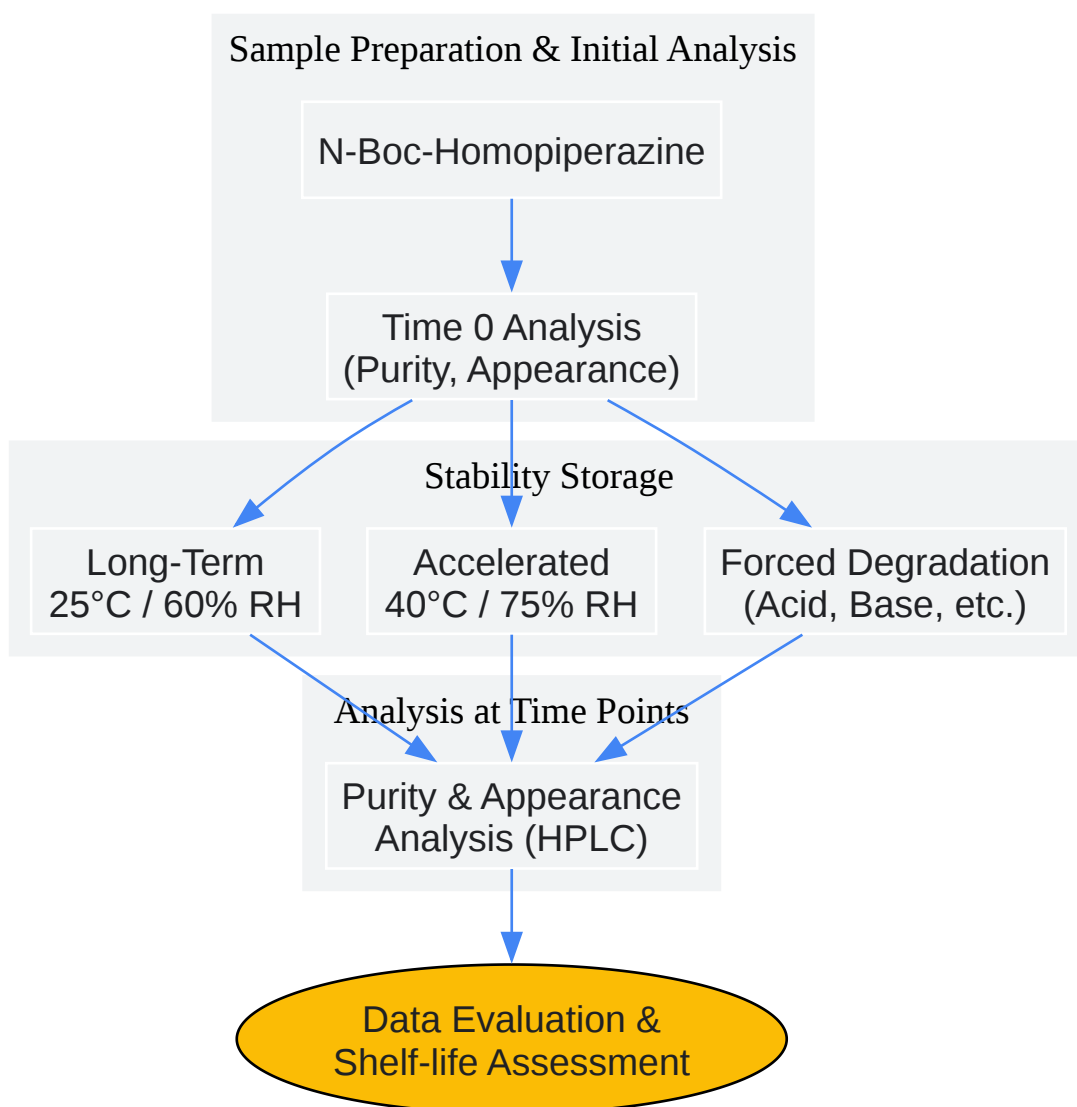 Sample Preparation & Initial Analysis
N-Boc-Homopiperazine
Time 0 Analysis
(Purity, Appearance)
Stability Storage
Long-Term
25°C / 60% RH
Accelerated
40°C / 75% RH
Forced Degradation
(Acid, Base, etc.)
Analysis at Time Points
Purity & Appearance
Analysis (HPLC)
Data Evaluation &
Shelf-life Assessment